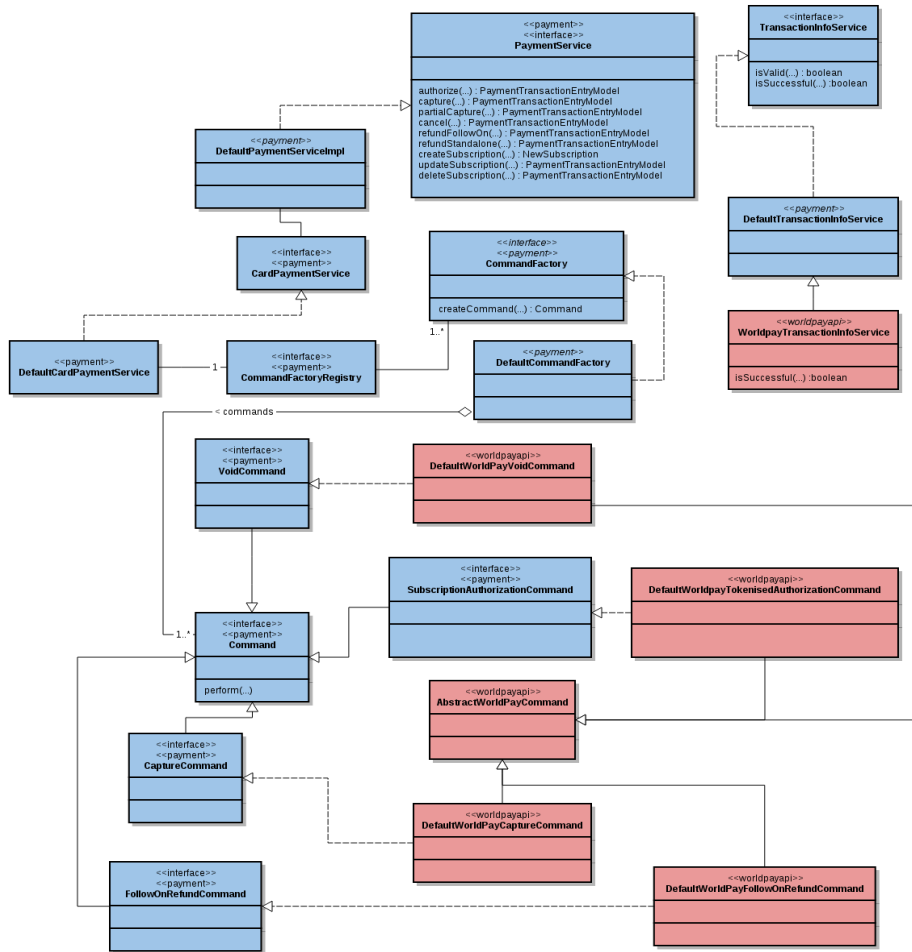 <<payment>>
<<interface>>
PaymentService
authorize(...) : PaymentTransactionEntryModel
capture(...) : PaymentTransactionEntryModel
partialCapture(...) : PaymentTransactionEntryModel
cancel(...) : PaymentTransactionEntryModel
refundFollowOn(...) : PaymentTransactionEntryModel
refundStandalone(...) : PaymentTransactionEntryModel
createSubscription(...) : NewSubscription
updateSubscription(...) : PaymentTransactionEntryModel
deleteSubscription(...) : PaymentTransactionEntryModel
<<interface>>
TransactionInfoService
isValid(...) : boolean
isSuccessful(...) :boolean
<<payment>>
DefaultPaymentServiceImpl
<<payment>>
DefaultTransactionInfoService
<<interface>>
<<payment>>
CardPaymentService
<<interface>>
<<payment>>
CommandFactory
createCommand(...) : Command
1..*
<<worldpayapi>>
WorldpayTransactionInfoService
isSuccessful(...) :boolean
<<payment>>
DefaultCardPaymentService
1
<<interface>>
<<payment>>
CommandFactoryRegistry
<<payment>>
DefaultCommandFactory
< commands
<<interface>>
<<payment>>
VoidCommand
<<worldpayapi>>
DefaultWorldPayVoidCommand
<<interface>>
<<payment>>
SubscriptionAuthorizationCommand
<<worldpayapi>>
DefaultWorldpayTokenisedAuthorizationCommand
1..*
<<interface>>
<<payment>>
Command
perform(...)
<<worldpayapi>>
AbstractWorldPayCommand
<<interface>>
<<payment>>
CaptureCommand
<<worldpayapi>>
DefaultWorldPayCaptureCommand
<<interface>>
<<payment>>
FollowOnRefundCommand
<<worldpayapi>>
DefaultWorldPayFollowOnRefundCommand